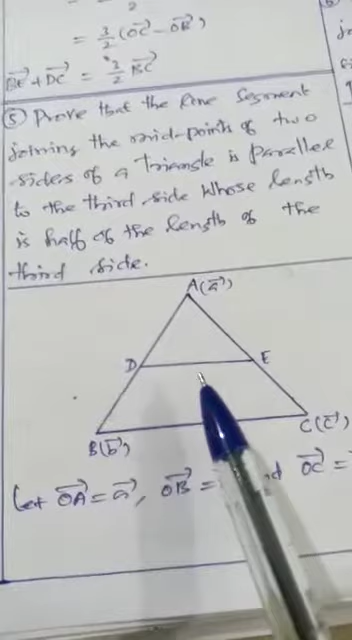 2
= 3/2 (OC⃗ - OB⃗)
BE⃗ + DC⃗ = 3/2 BC⃗
⑤ Prove that the line Segment
joining the mid-points of two
sides of a Triangle is parallel
to the third side whose length
is half of the length of the
third side.
A(a⃗)
D E
B(b⃗) C(c⃗)
Let OA⃗ = a⃗, OB⃗ = OC⃗ =